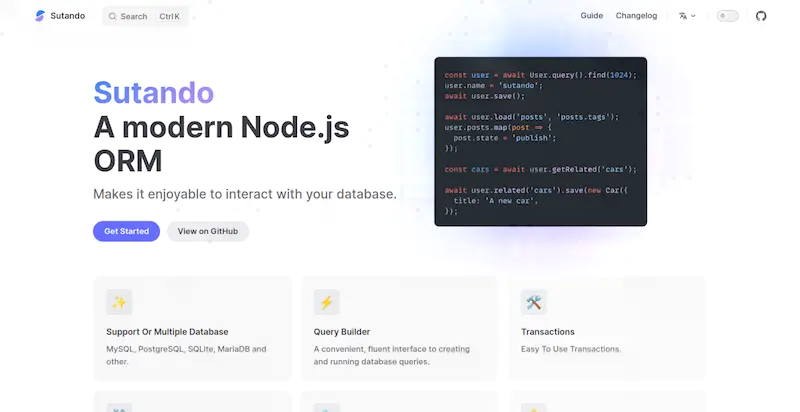 Sutando
Search Ctrl K
Guide
Changelog
Sutando
A modern Node.js
ORM
Makes it enjoyable to interact with your database.
Get Started
View on GitHub
const user = await User.query().find(1024);
user.name = 'sutando';
await user.save();
await user.load('posts', 'posts.tags');
user.posts.map(post => {
post.state = 'publish';
});
const cars = await user.getRelated('cars');
await user.related('cars').save(new Car({
title: 'A new car',
});
Support Or Multiple Database
MySQL, PostgreSQL, SQLite, MariaDB and
other.
Query Builder
A convenient, fluent interface to creating
and running database queries.
Transactions
Easy To Use Transactions.